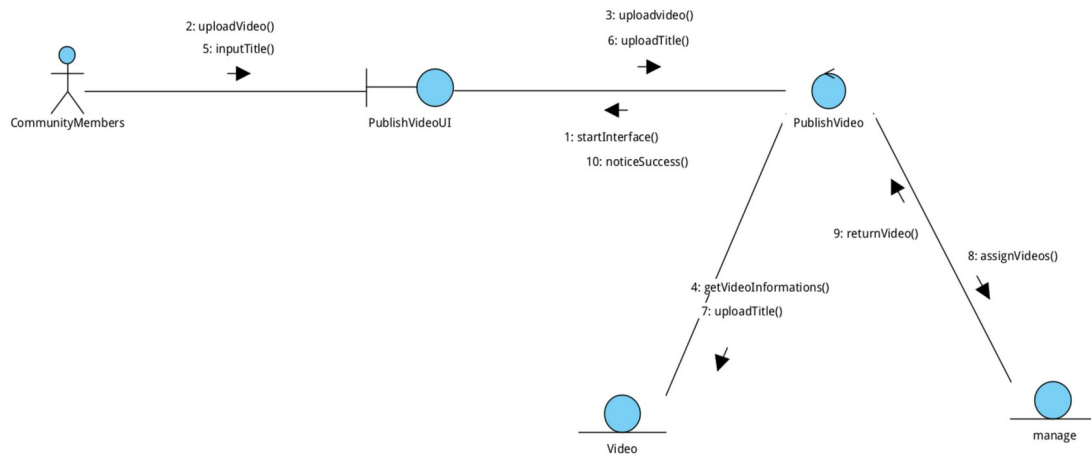 2: uploadVideo()
5: inputTitle()
3: uploadvideo()
6: uploadTitle()
CommunityMembers
PublishVideoUI
PublishVideo
1: startInterface()
10: noticeSuccess()
9: returnVideo()
8: assignVideos()
4: getVideoInformations()
7: uploadTitle()
Video
manage